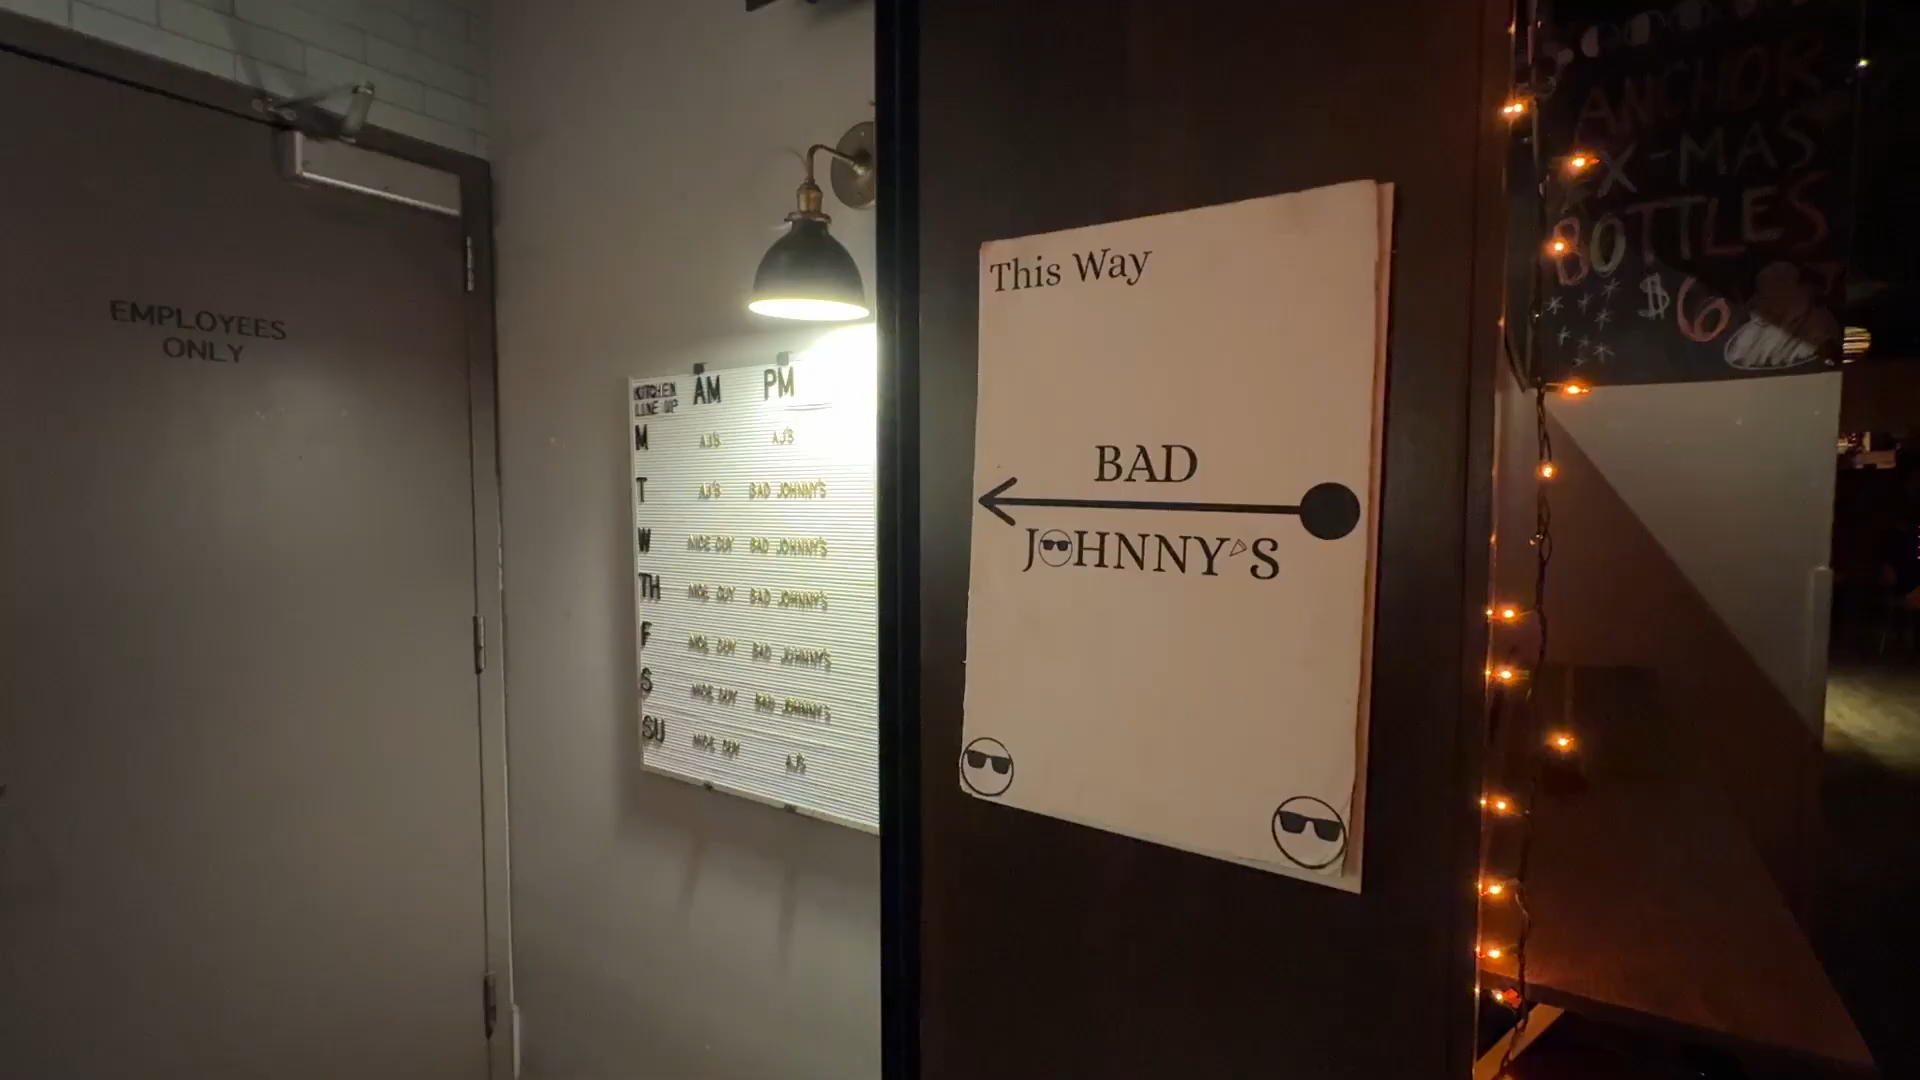 EMPLOYEES
ONLY
KITCHEN
LINE UP
AM PM
M AJ'S AJ'S
T AJ'S BAD JOHNNY'S
W NICE GUY BAD JOHNNY'S
TH NICE GUY BAD JOHNNY'S
F NICE GUY BAD JOHNNY'S
S NICE GUY BAD JOHNNY'S
SU NICE GUY AJ'S
This Way
BAD
JOHNNY'S
ANCHOR
X-MAS
BOTTLES
$6